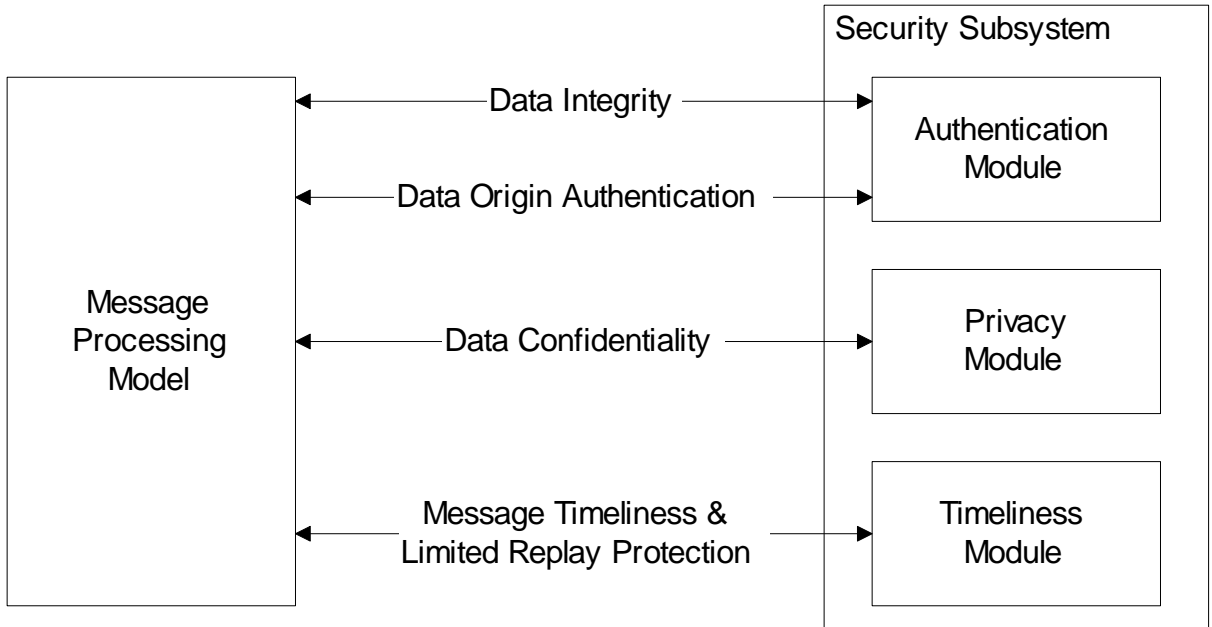 Security Subsystem
Data Integrity
Authentication
Module
Data Origin Authentication
Message
Processing
Model
Data Confidentiality
Privacy
Module
Message Timeliness &
Limited Replay Protection
Timeliness
Module